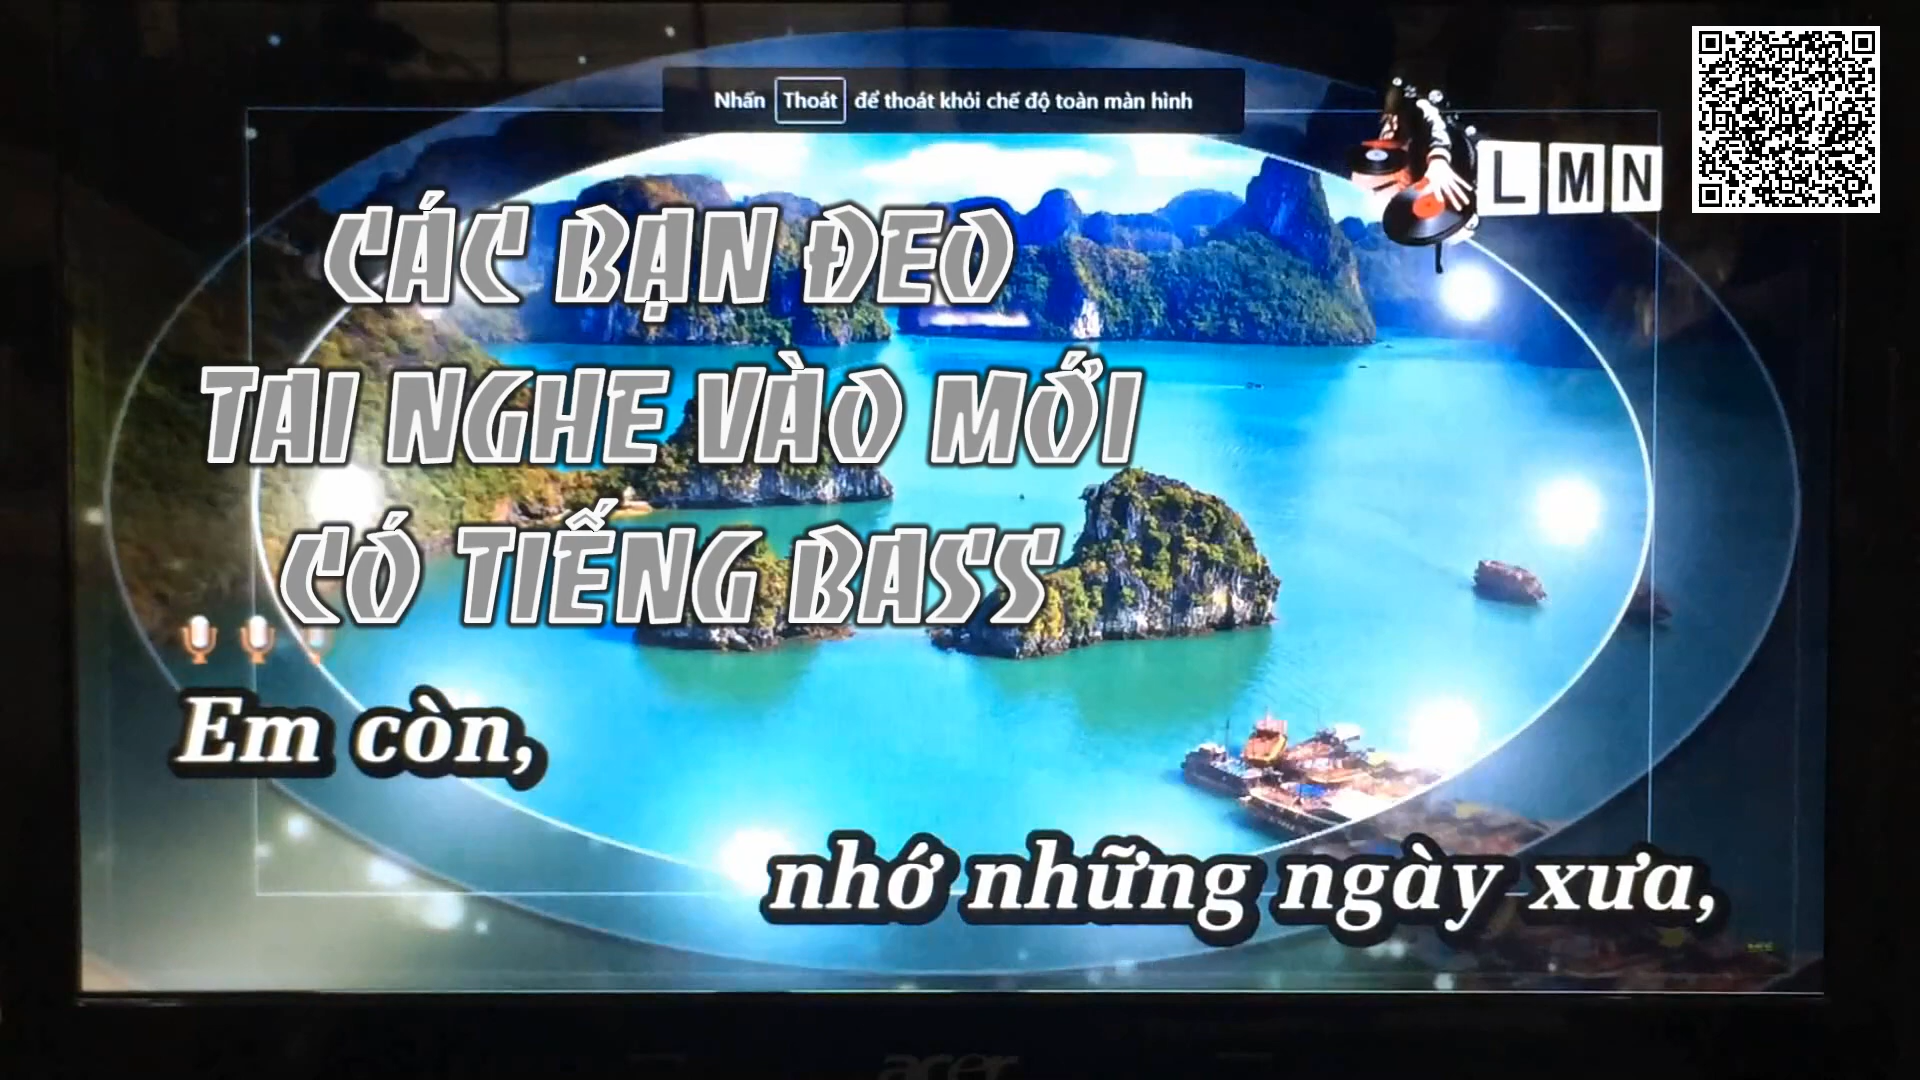 Nhấn Thoát để thoát khỏi chế độ toàn màn hình
L M N
CÁC BẠN ĐEO
TAI NGHE VÀO MỚI
CÓ TIẾNG BASS
Em còn,
nhớ những ngày xưa,
acer